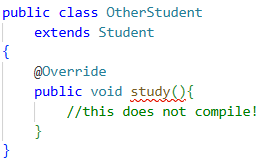 public class OtherStudent
    extends Student
{
    @Override
    public void study(){
        //this does not compile!
    }
}